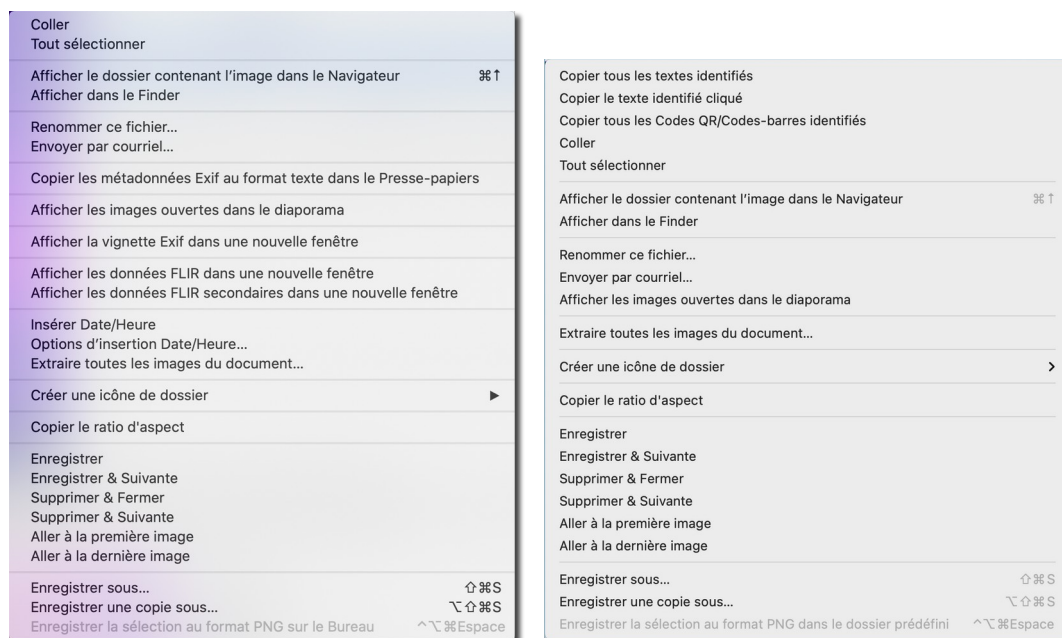 Coller
Tout sélectionner
Afficher le dossier contenant l'image dans le Navigateur ⌘↑
Afficher dans le Finder
Renommer ce fichier...
Envoyer par courriel...
Copier les métadonnées Exif au format texte dans le Presse-papiers
Afficher les images ouvertes dans le diaporama
Afficher la vignette Exif dans une nouvelle fenêtre
Afficher les données FLIR dans une nouvelle fenêtre
Afficher les données FLIR secondaires dans une nouvelle fenêtre
Insérer Date/Heure
Options d'insertion Date/Heure...
Extraire toutes les images du document...
Créer une icône de dossier
Copier le ratio d'aspect
Enregistrer
Enregistrer & Suivante
Supprimer & Fermer
Supprimer & Suivante
Aller à la première image
Aller à la dernière image
Enregistrer sous... ⇧⌘S
Enregistrer une copie sous... ⌥⇧⌘S
Enregistrer la sélection au format PNG sur le Bureau ^⌥⌘Espace
Copier tous les textes identifiés
Copier le texte identifié cliqué
Copier tous les Codes QR/Codes-barres identifiés
Coller
Tout sélectionner
Afficher le dossier contenant l'image dans le Navigateur ⌘↑
Afficher dans le Finder
Renommer ce fichier...
Envoyer par courriel...
Afficher les images ouvertes dans le diaporama
Extraire toutes les images du document...
Créer une icône de dossier
Copier le ratio d'aspect
Enregistrer
Enregistrer & Suivante
Supprimer & Fermer
Supprimer & Suivante
Aller à la première image
Aller à la dernière image
Enregistrer sous... ⇧⌘S
Enregistrer une copie sous... ⌥⇧⌘S
Enregistrer la sélection au format PNG dans le dossier prédéfini ^⌥⌘Espace